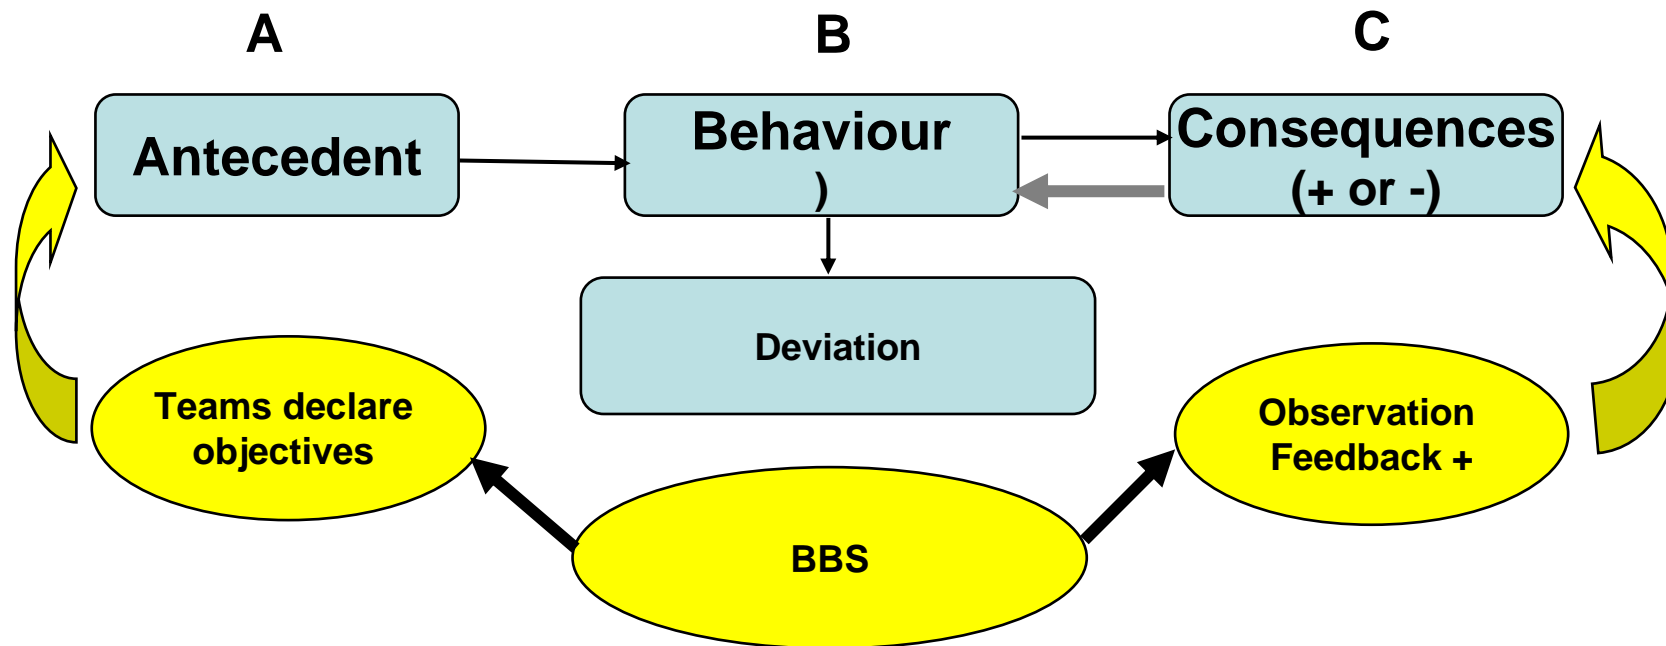 A
B
C
Antecedent
Behaviour
)
Consequences
(+ or -)
Deviation
Teams declare
objectives
Observation
Feedback +
BBS